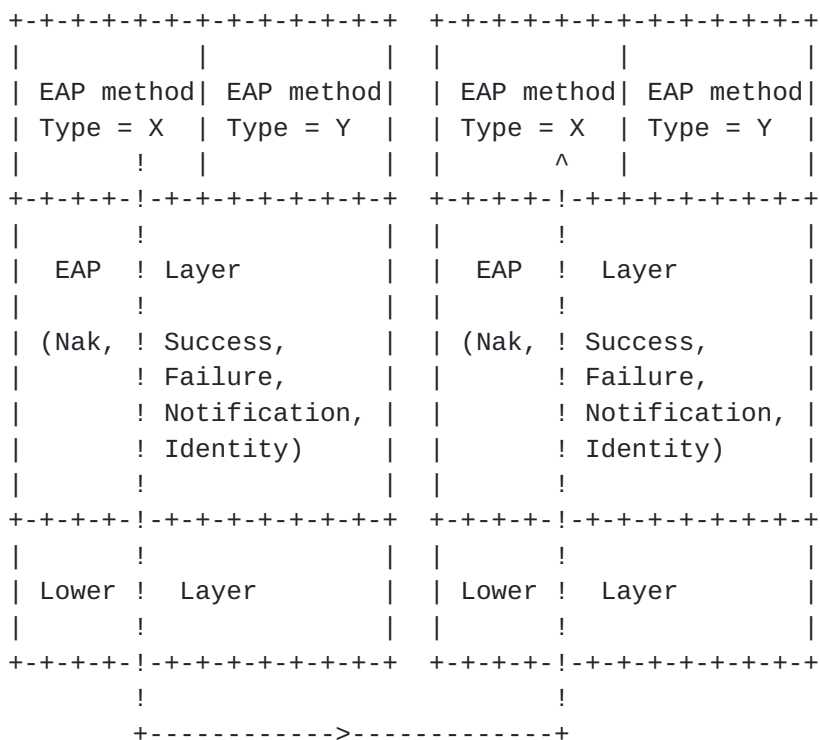 +-+-+-+-+-+-+-+-+-+-+-+-+  +-+-+-+-+-+-+-+-+-+-+-+-+
|           |           |  |           |           |
| EAP method| EAP method|  | EAP method| EAP method|
| Type = X  | Type = Y  |  | Type = X  | Type = Y  |
|       !   |           |  |       ^   |           |
+-+-+-+-!-+-+-+-+-+-+-+-+  +-+-+-+-!-+-+-+-+-+-+-+-+
|       !               |  |       !               |
|  EAP  ! Layer         |  |  EAP  !  Layer        |
|       !               |  |       !               |
| (Nak, ! Success,      |  | (Nak, ! Success,      |
|       ! Failure,      |  |       ! Failure,      |
|       ! Notification, |  |       ! Notification, |
|       ! Identity)     |  |       ! Identity)     |
|       !               |  |       !               |
+-+-+-+-!-+-+-+-+-+-+-+-+  +-+-+-+-!-+-+-+-+-+-+-+-+
|       !               |  |       !               |
| Lower !  Layer        |  | Lower !  Layer        |
|       !               |  |       !               |
+-+-+-+-!-+-+-+-+-+-+-+-+  +-+-+-+-!-+-+-+-+-+-+-+-+
        !                          !
        +------------>-------------+